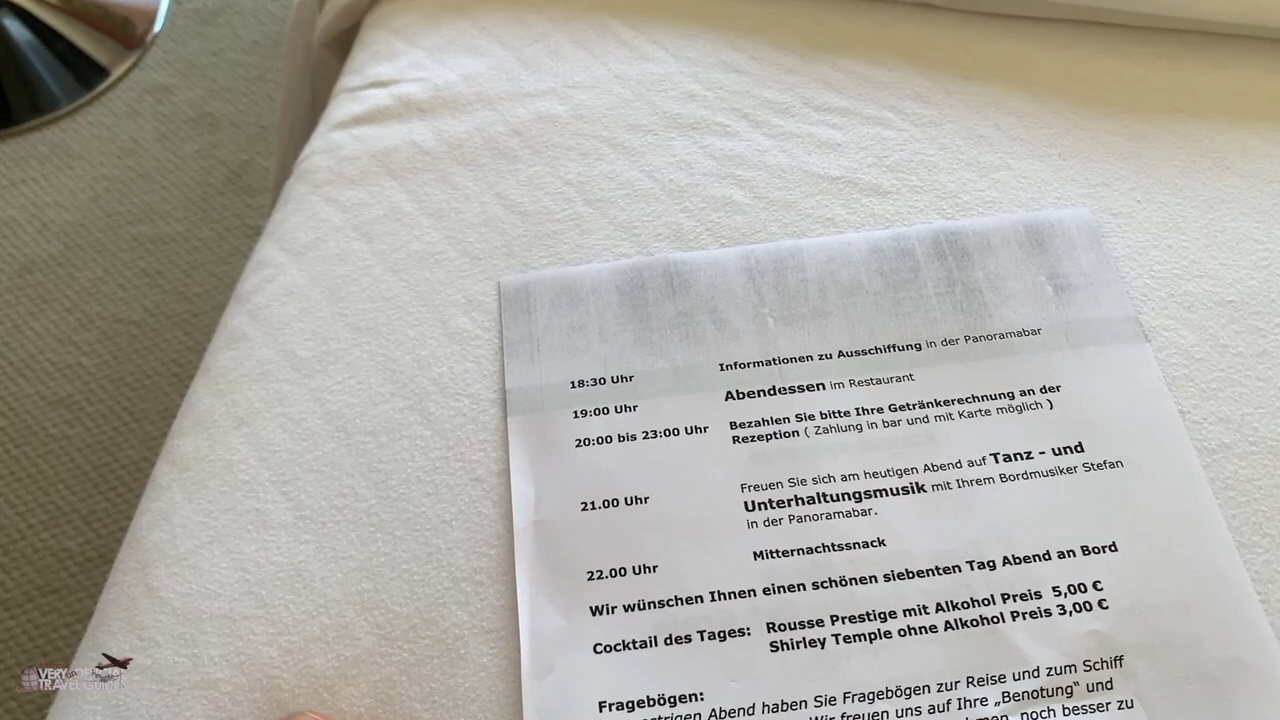 18:30 Uhr Informationen zu Ausschiffung in der Panoramabar
19:00 Uhr Abendessen im Restaurant
20:00 bis 23:00 Uhr Bezahlen Sie bitte Ihre Getränkerechnung an der
Rezeption ( Zahlung in bar und mit Karte möglich )
Freuen Sie sich am heutigen Abend auf Tanz - und
21.00 Uhr Unterhaltungsmusik mit Ihrem Bordmusiker Stefan
in der Panoramabar.
22.00 Uhr Mitternachtssnack
Wir wünschen Ihnen einen schönen siebenten Tag Abend an Bord
Cocktail des Tages: Rousse Prestige mit Alkohol Preis 5,00 €
Shirley Temple ohne Alkohol Preis 3,00 €
Fragebögen:
Abend haben Sie Fragebögen zur Reise und zum Schiff
Wir freuen uns auf Ihre „Benotung“ und
noch besser zu
VERY OFFICIAL
TRAVEL GUIDE